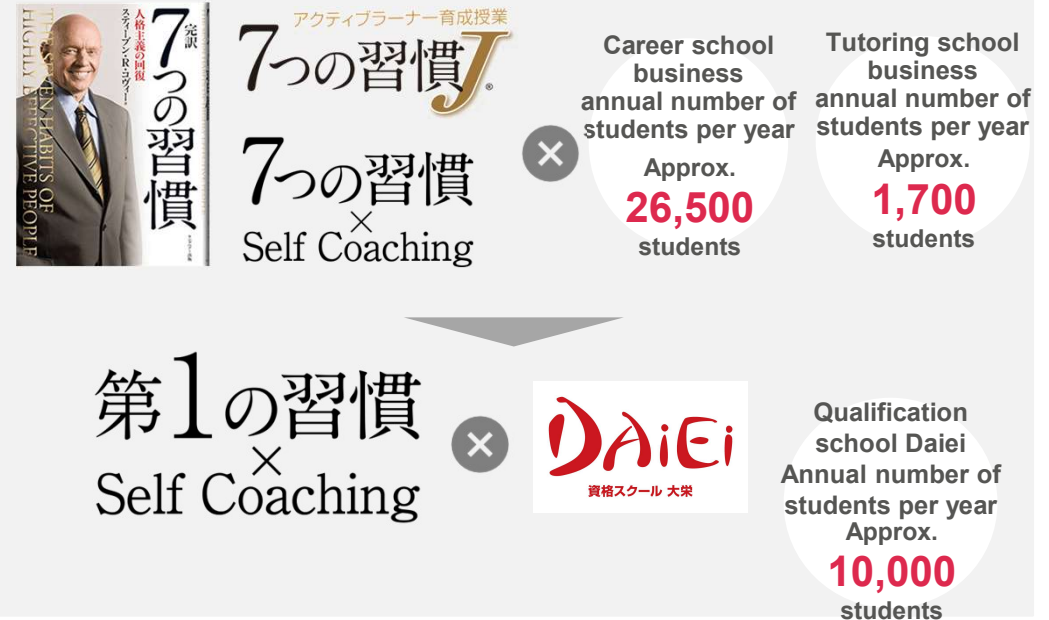 THE SEVEN HABITS OF
HIGHLY EFFECTIVE PEOPLE
完訳
7つの習慣
人格主義の回復
スティーブン・R・コヴィー
アクティブラーナー育成授業
7つの習慣J®
7つの習慣
×
Self Coaching
×
Career school
business
annual number of
students per year
Approx.
26,500
students
Tutoring school
business
annual number of
students per year
Approx.
1,700
students
第1の習慣
×
Self Coaching
×
DAiEi
資格スクール 大栄
Qualification
school Daiei
Annual number of
students per year
Approx.
10,000
students